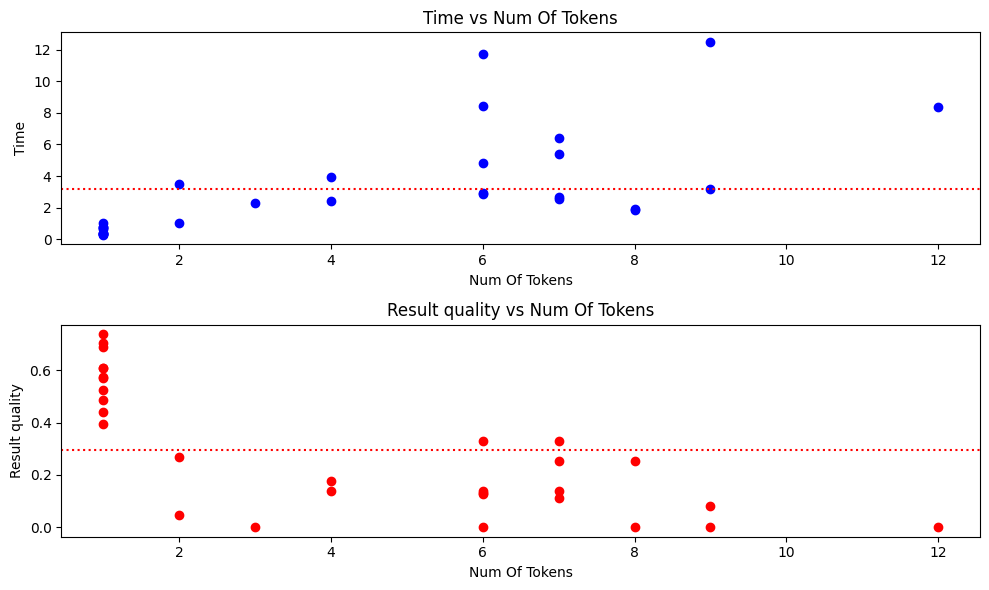 Time vs Num Of Tokens
12
10
8
6
4
2
0
Time
2 4 6 8 10 12
Num Of Tokens
Result quality vs Num Of Tokens
0.6
0.4
0.2
0.0
Result quality
2 4 6 8 10 12
Num Of Tokens